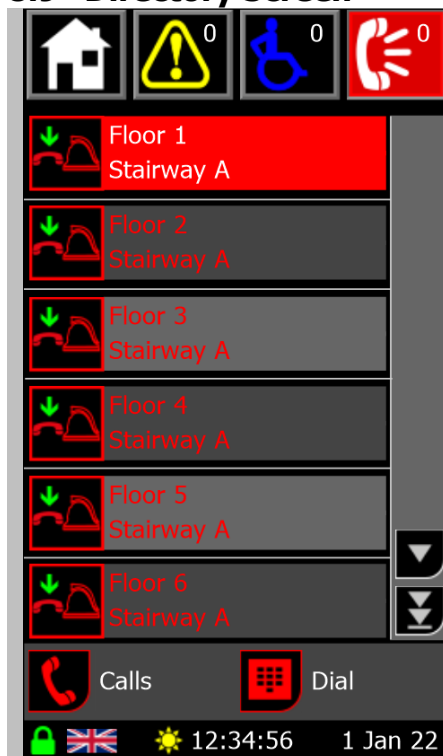 0 0 0
Floor 1
Stairway A
Floor 2
Stairway A
Floor 3
Stairway A
Floor 4
Stairway A
Floor 5
Stairway A
Floor 6
Stairway A
Calls Dial
12:34:56 1 Jan 22